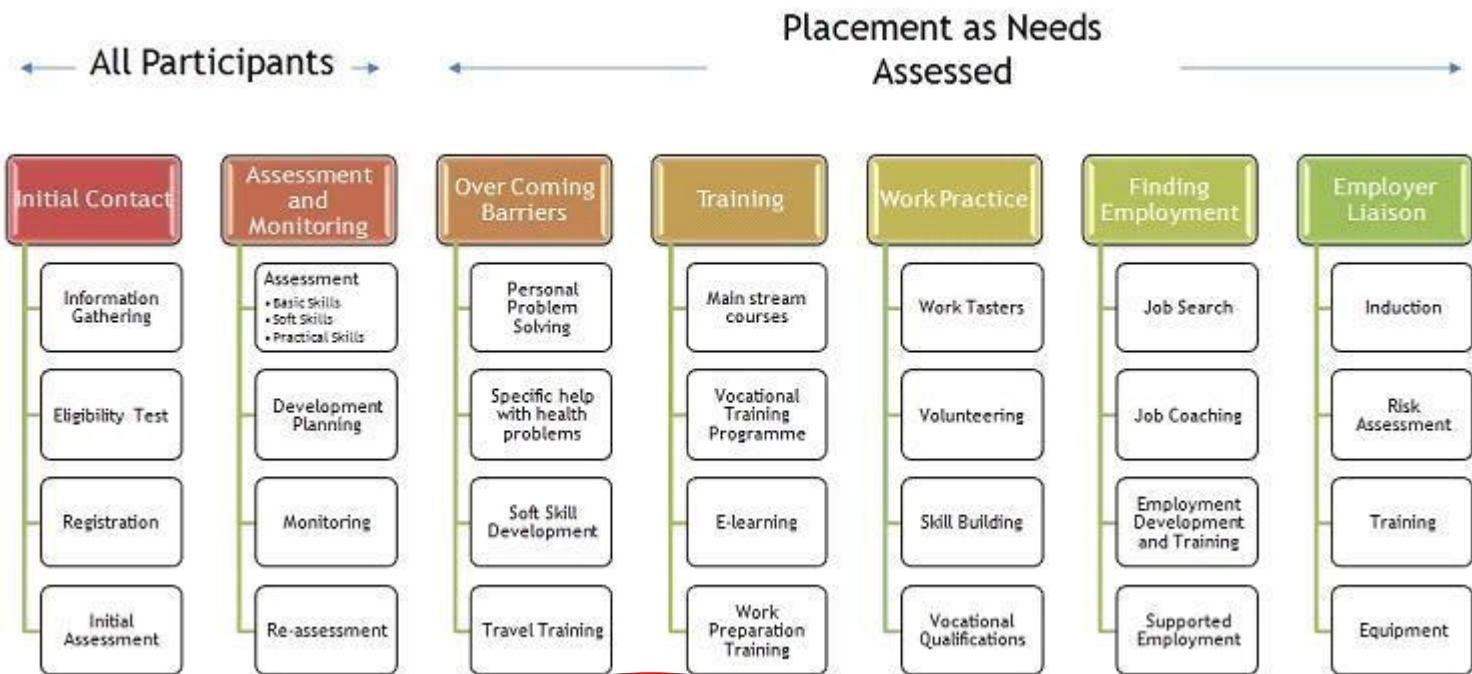 All Participants
Placement as Needs
Assessed
Initial Contact
Information
Gathering
Eligibility Test
Registration
Initial
Assessment
Assessment
and
Monitoring
Assessment
• Basic Skills
• Soft Skills
• Practical Skills
Development
Planning
Monitoring
Re-assessment
Over Coming
Barriers
Personal
Problem
Solving
Specific help
with health
problems
Soft Skill
Development
Travel Training
Training
Main stream
courses
Vocational
Training
Programme
E-learning
Work
Preparation
Training
Work Practice
Work Tasters
Volunteering
Skill Building
Vocational
Qualifications
Finding
Employment
Job Search
Job Coaching
Employment
Development
and Training
Supported
Employment
Employer
Liaison
Induction
Risk
Assessment
Training
Equipment